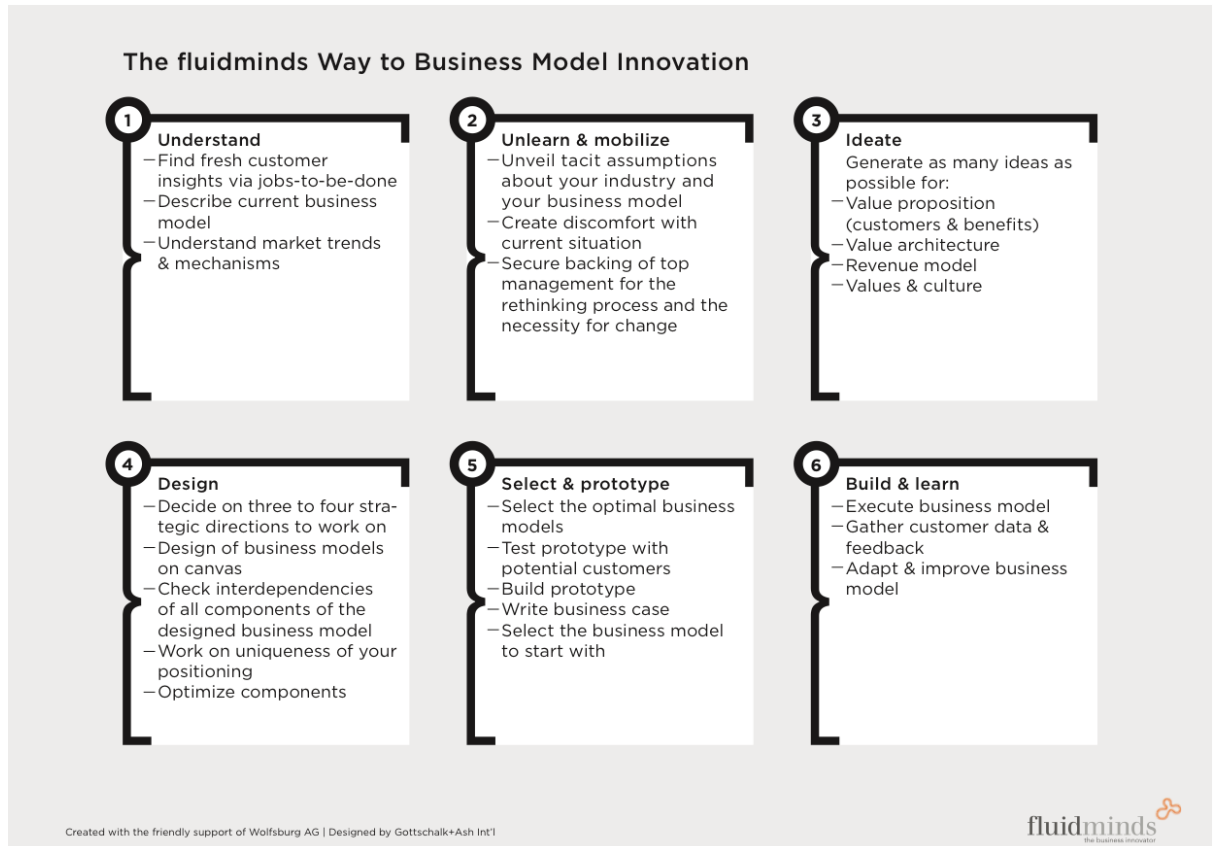 The fluidminds Way to Business Model Innovation
1
Understand
—Find fresh customer
insights via jobs-to-be-done
—Describe current business
model
—Understand market trends
& mechanisms
2
Unlearn & mobilize
—Unveil tacit assumptions
about your industry and
your business model
—Create discomfort with
current situation
—Secure backing of top
management for the
rethinking process and the
necessity for change
3
Ideate
Generate as many ideas as
possible for:
—Value proposition
(customers & benefits)
—Value architecture
—Revenue model
—Values & culture
4
Design
—Decide on three to four stra-
tegic directions to work on
—Design of business models
on canvas
—Check interdependencies
of all components of the
designed business model
—Work on uniqueness of your
positioning
—Optimize components
5
Select & prototype
—Select the optimal business
models
—Test prototype with
potential customers
—Build prototype
—Write business case
—Select the business model
to start with
6
Build & learn
—Execute business model
—Gather customer data &
feedback
—Adapt & improve business
model
Created with the friendly support of Wolfsburg AG | Designed by Gottschalk+Ash Int'l
fluidminds
the business innovator